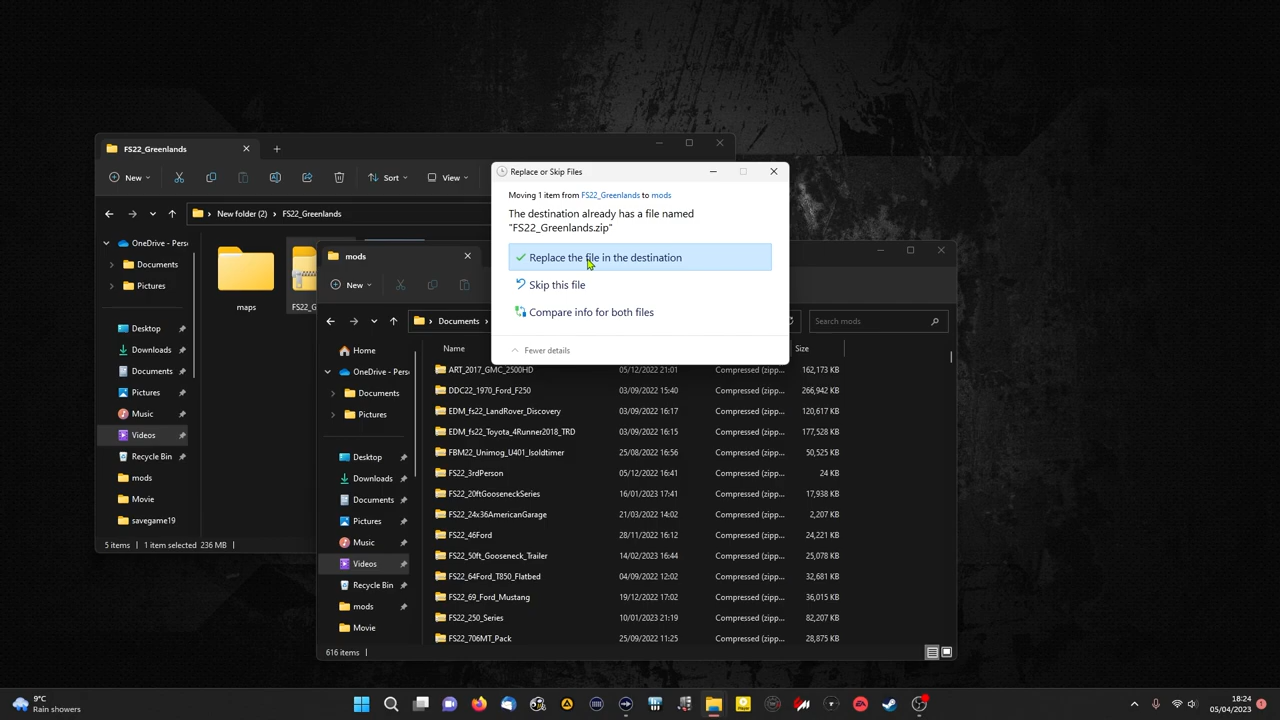 FS22_Greenlands
New
Sort
View
New folder (2)
FS22_Greenlands
OneDrive - Pers
Documents
Pictures
Desktop
Downloads
Documents
Pictures
Music
Videos
Recycle Bin
mods
Movie
savegame19
maps
FS22_G
5 items
1 item selected 236 MB
Replace or Skip Files
Moving 1 item from FS22_Greenlands to mods
The destination already has a file named
"FS22_Greenlands.zip"
Replace the file in the destination
Skip this file
Compare info for both files
Fewer details
mods
New
Documents
Search mods
Home
OneDrive - Perso
Documents
Pictures
Desktop
Downloads
Documents
Pictures
Music
Videos
Recycle Bin
mods
Movie
Name
Size
ART_2017_GMC_2500HD 05/12/2022 21:01 Compressed (zipp... 162,173 KB
DDC22_1970_Ford_F250 03/09/2022 15:40 Compressed (zipp... 266,942 KB
EDM_fs22_LandRover_Discovery 03/09/2022 16:17 Compressed (zipp... 120,617 KB
EDM_fs22_Toyota_4Runner2018_TRD 03/09/2022 16:15 Compressed (zipp... 177,528 KB
FBM22_Unimog_U401_Isoldtimer 25/08/2022 16:56 Compressed (zipp... 50,525 KB
FS22_3rdPerson 05/12/2022 16:41 Compressed (zipp... 24 KB
FS22_20ftGooseneckSeries 16/01/2023 17:41 Compressed (zipp... 17,938 KB
FS22_24x36AmericanGarage 21/03/2022 14:02 Compressed (zipp... 2,207 KB
FS22_46Ford 28/11/2022 16:12 Compressed (zipp... 24,221 KB
FS22_50ft_Gooseneck_Trailer 14/02/2023 16:44 Compressed (zipp... 25,078 KB
FS22_64Ford_T850_Flatbed 04/09/2022 12:02 Compressed (zipp... 32,681 KB
FS22_69_Ford_Mustang 19/12/2022 17:02 Compressed (zipp... 36,015 KB
FS22_250_Series 10/01/2023 21:19 Compressed (zipp... 82,207 KB
FS22_706MT_Pack 25/09/2022 11:25 Compressed (zipp... 28,875 KB
616 items
9°C
Rain showers
18:24
05/04/2023